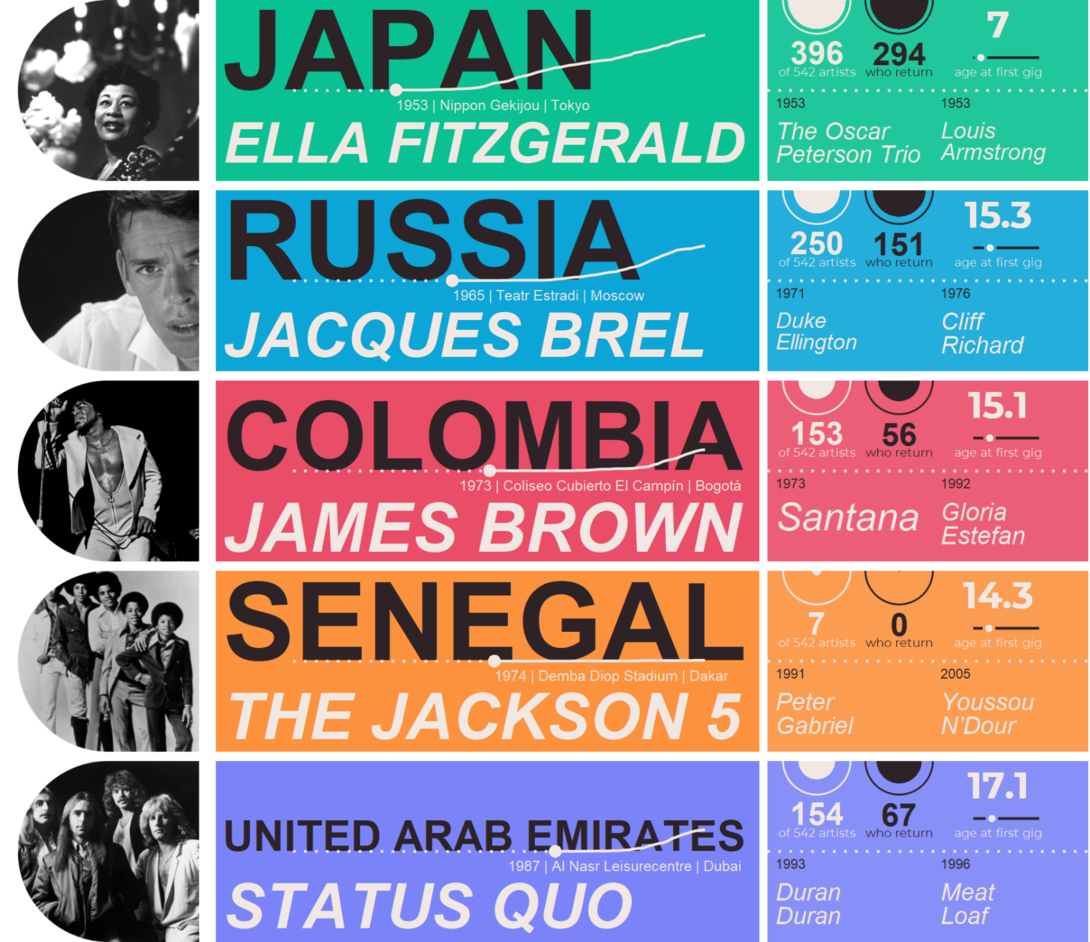 JAPAN
1953 | Nippon Gekijou | Tokyo
ELLA FITZGERALD
396 294 7
of 542 artists who return age at first gig
1953 1953
The Oscar Louis
Peterson Trio Armstrong
RUSSIA
1965 | Teatr Estradi | Moscow
JACQUES BREL
250 151 15.3
of 542 artists who return age at first gig
1971 1976
Duke Cliff
Ellington Richard
COLOMBIA
1973 | Coliseo Cubierto El Campín | Bogotá
JAMES BROWN
153 56 15.1
of 542 artists who return age at first gig
1973 1992
Santana Gloria
Estefan
SENEGAL
1974 | Demba Diop Stadium | Dakar
THE JACKSON 5
7 0 14.3
of 542 artists who return age at first gig
1991 2005
Peter Youssou
Gabriel N'Dour
UNITED ARAB EMIRATES
1987 | Al Nasr Leisurecentre | Dubai
STATUS QUO
154 67 17.1
of 542 artists who return age at first gig
1993 1996
Duran Meat
Duran Loaf